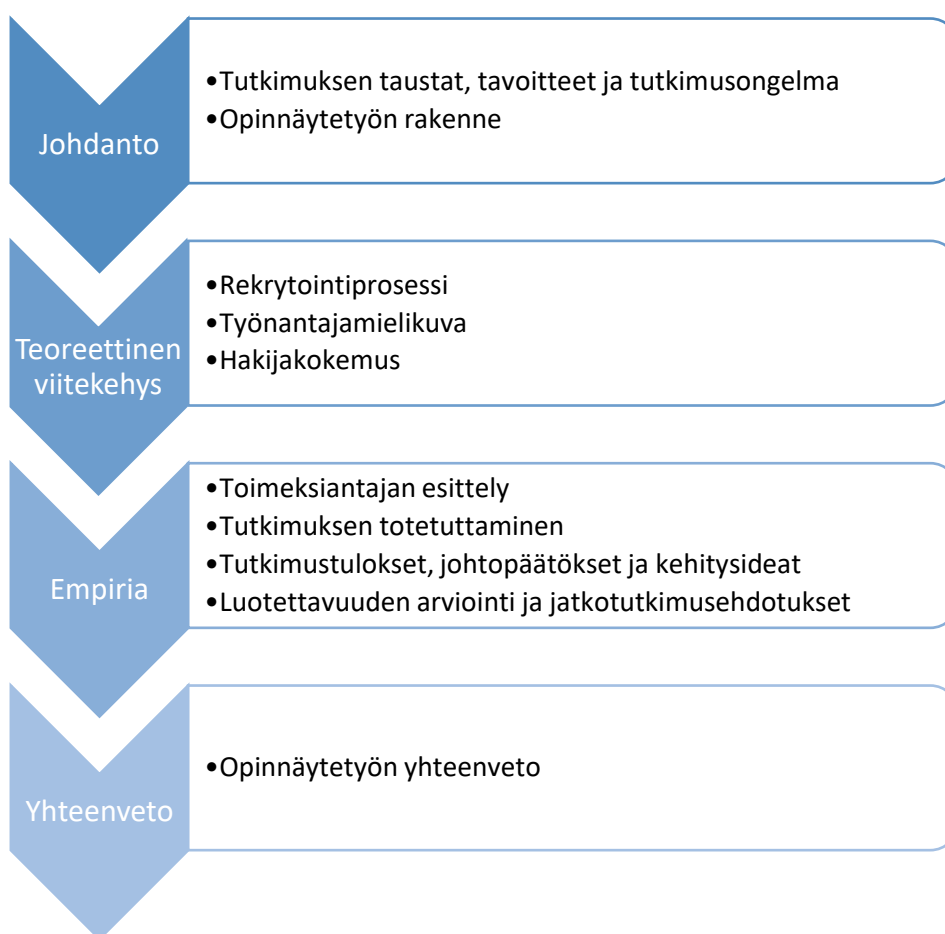 Johdanto
•Tutkimuksen taustat, tavoitteet ja tutkimusongelma
•Opinnäytetyön rakenne
Teoreettinen
viitekehys
•Rekrytointiprosessi
•Työnantajamielikuva
•Hakijakokemus
Empiria
•Toimeksiantajan esittely
•Tutkimuksen totetuttaminen
•Tutkimustulokset, johtopäätökset ja kehitysideat
•Luotettavuuden arviointi ja jatkotutkimusehdotukset
Yhteenveto
•Opinnäytetyön yhteenveto